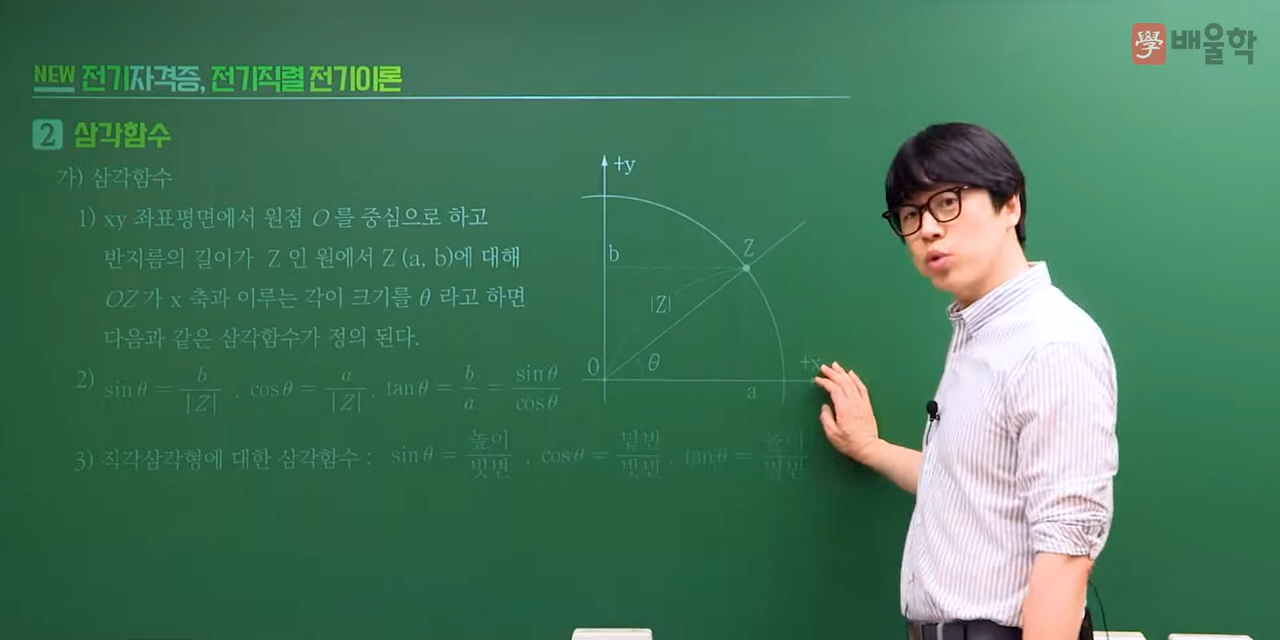 學 배울학
NEW 전기자격증, 전기직렬 전기이론
2 삼각함수
가) 삼각함수
1) xy 좌표평면에서 원점 O를 중심으로 하고
반지름의 길이가 Z 인 원에서 Z (a, b)에 대해
OZ가 x 축과 이루는 각이 크기를 θ 라고 하면
다음과 같은 삼각함수가 정의 된다.
2) sinθ = b/|Z| , cosθ = a/|Z| , tanθ = b/a = sinθ/cosθ
3) 직각삼각형에 대한 삼각함수 : sinθ = 높이/빗변 , cosθ = 밑변/빗변 , tanθ = 높이/밑변
+y
Z
b
|Z|
O
θ
+x
a